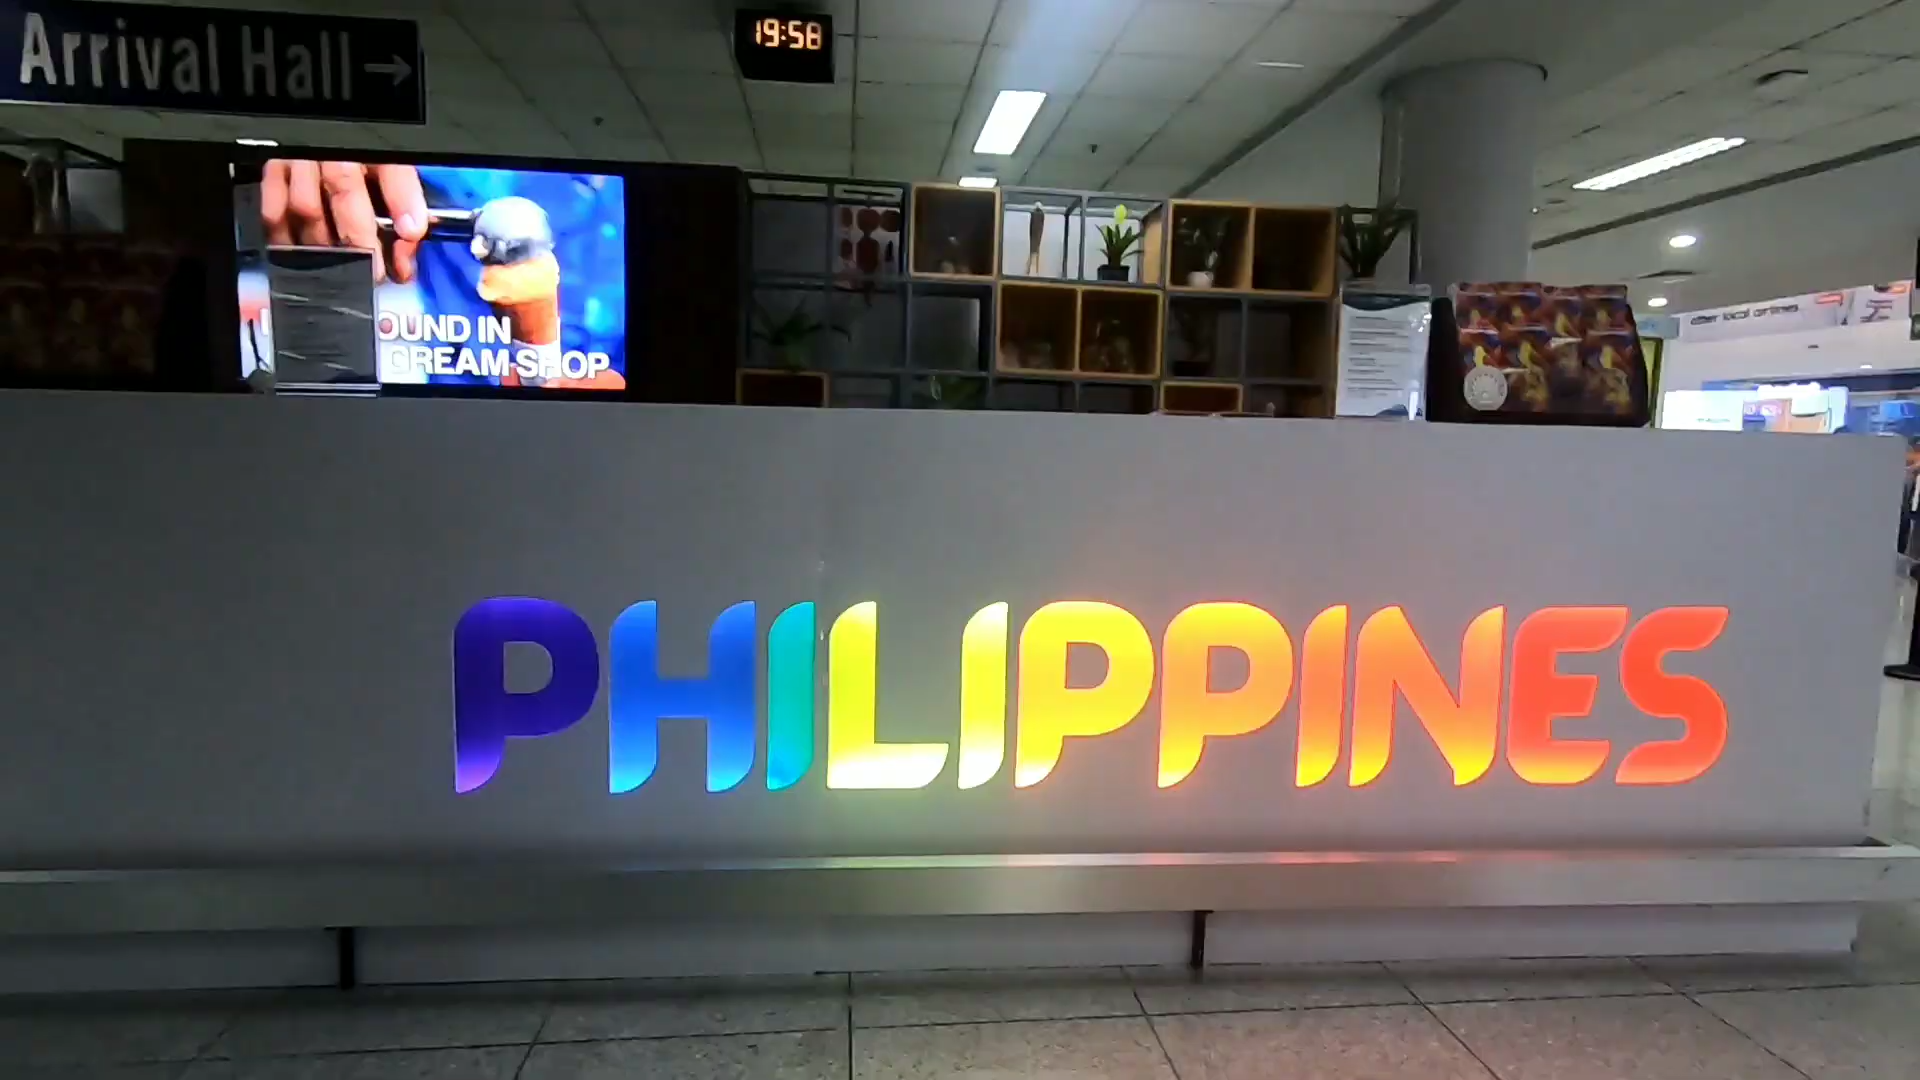 Arrival Hall →
19:58
OUND IN
CREAM SHOP
PHILIPPINES